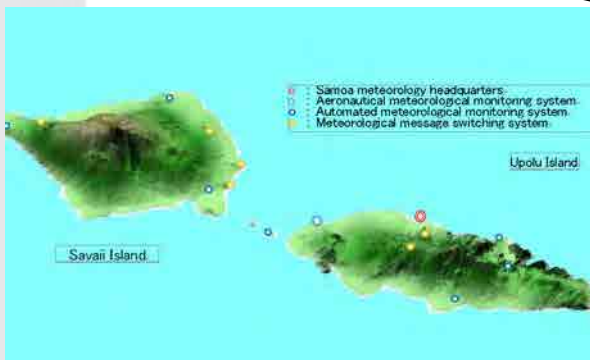 : Samoa meteorology headquarters
: Aeronautical meteorological monitoring system
: Automated meteorological monitoring system
: Meteorological message switching system
Upolu Island
Savaii Island